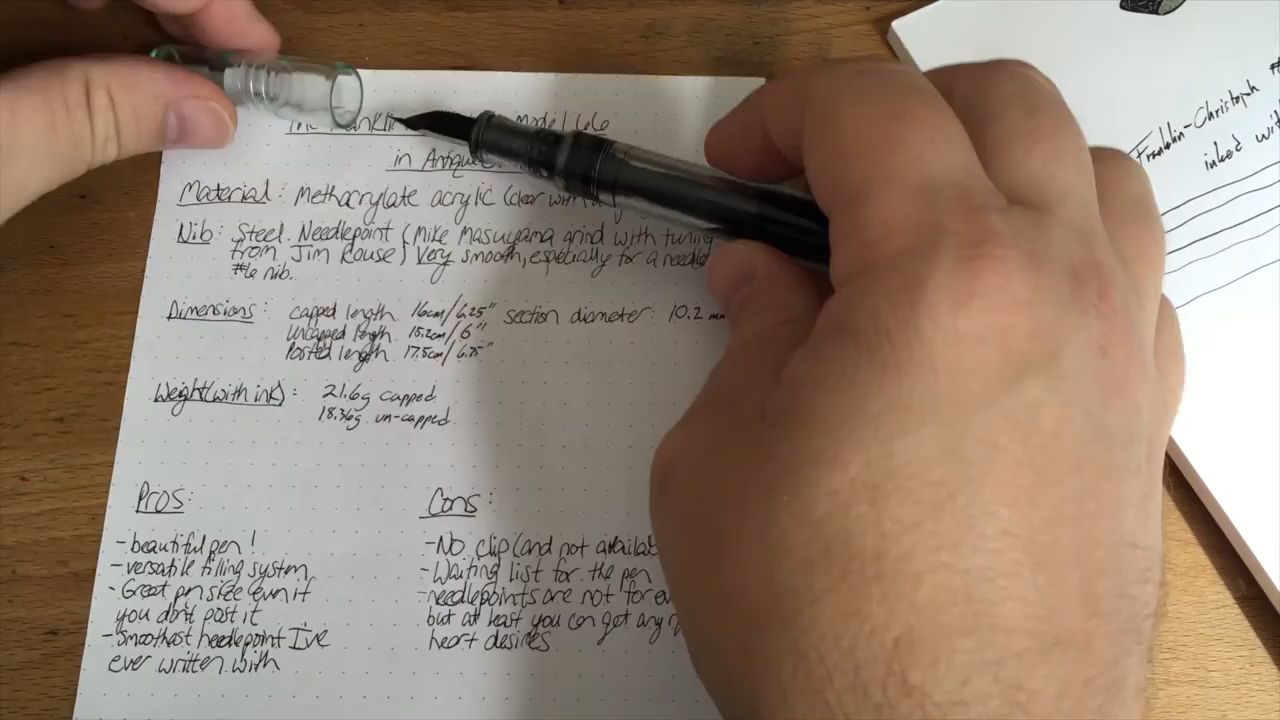 Model 66
in Antique
Material: Methacrylate acrylic (clear with a
Nib: Steel Needlepoint (Mike Masuyama grind with tuning
from Jim Rouse) Very smooth, especially for a
#6 nib.
Dimensions: capped length 16cm/6.25" section diameter: 10.2 mm
Uncapped length 15.2cm/6"
Posted length 17.5cm/6.75"
Weight (with ink): 21.6g capped
18.36g un-capped
Pros:
- beautiful pen!
- versatile filling system
- Great pen size even if
you don't post it
- Smoothest needlepoint I've
ever written with
Cons:
- No clip (and not
- Waiting list for the pen
- needlepoints are not for
but at least you can get any
heart desires
Franklin-Christoph
inked